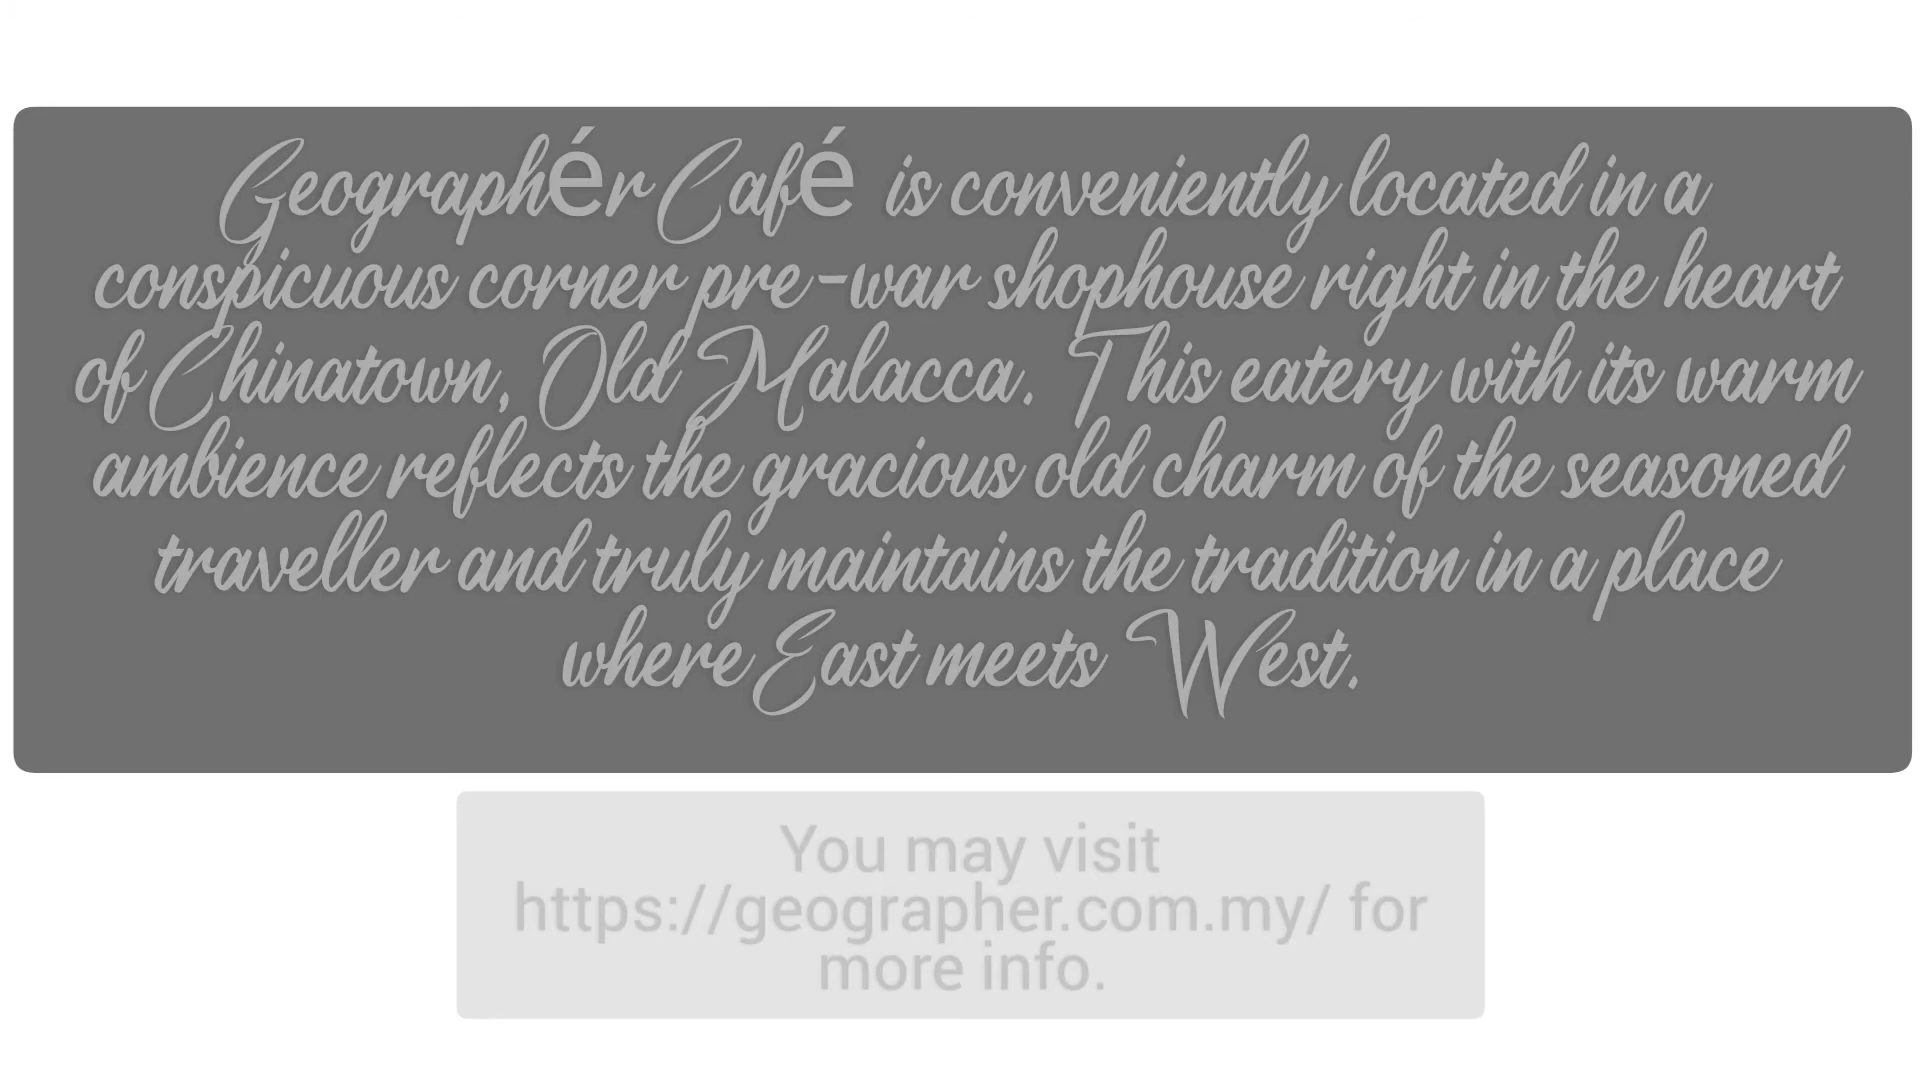 Geographér Café is conveniently located in a
conspicuous corner pre-war shophouse right in the heart
of Chinatown, Old Malacca. This eatery with its warm
ambience reflects the gracious old charm of the seasoned
traveller and truly maintains the tradition in a place
where East meets West.
You may visit
https://geographer.com.my/ for
more info.